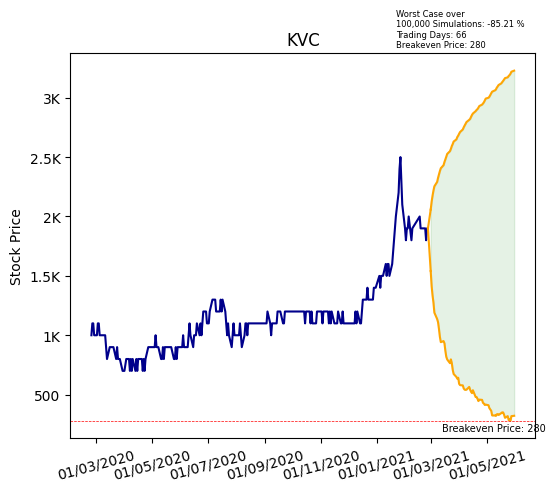 Worst Case over
100,000 Simulations: -85.21 %
Trading Days: 66
Breakeven Price: 280
KVC
Stock Price
3K
2.5K
2K
1.5K
1K
500
Breakeven Price: 280
01/03/2020
01/05/2020
01/07/2020
01/09/2020
01/11/2020
01/01/2021
01/03/2021
01/05/2021